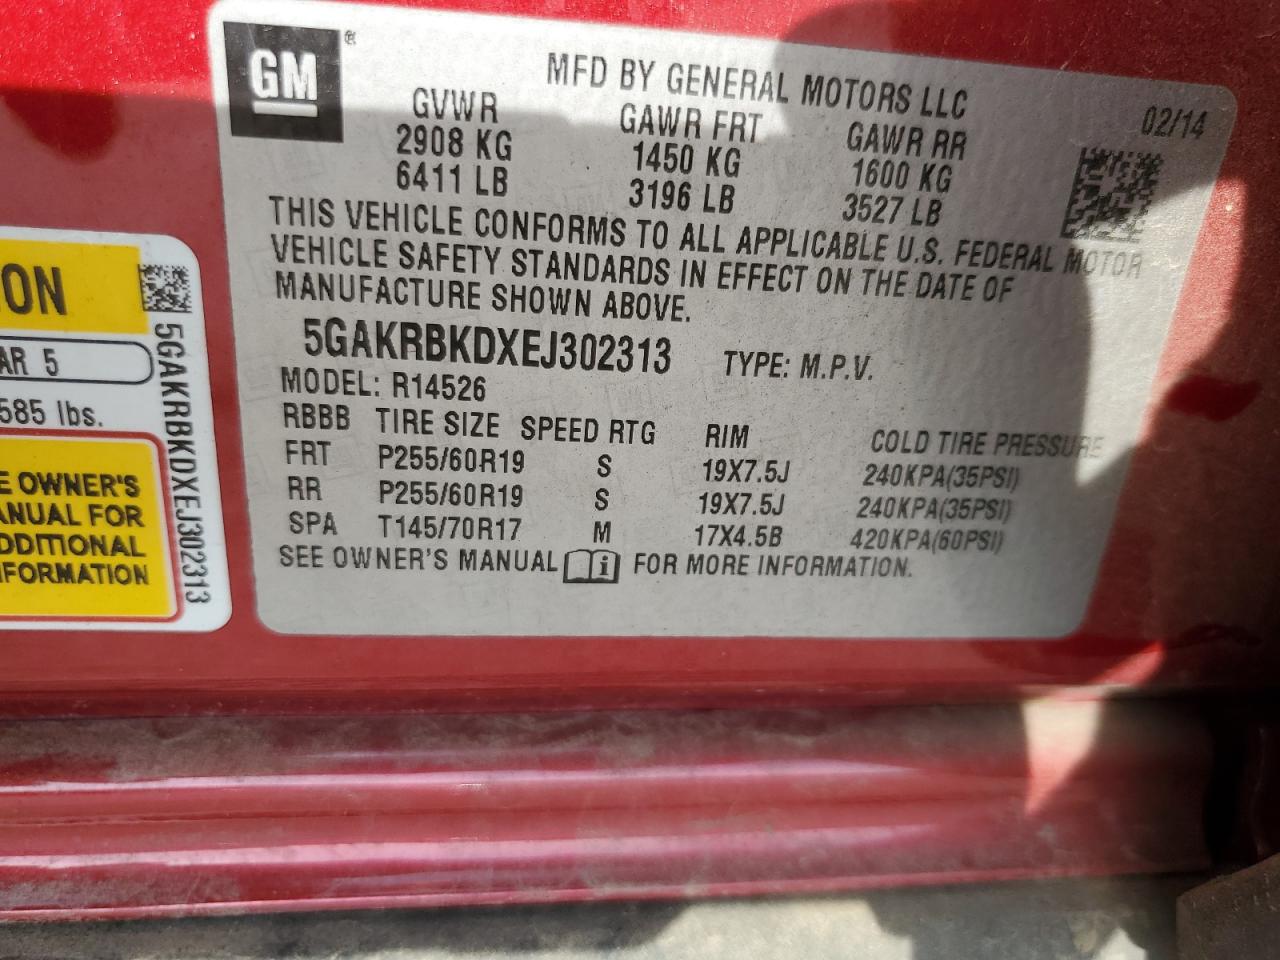 GM ®
MFD BY GENERAL MOTORS LLC
02/14
GVWR GAWR FRT GAWR RR
2908 KG 1450 KG 1600 KG
6411 LB 3196 LB 3527 LB
THIS VEHICLE CONFORMS TO ALL APPLICABLE U.S. FEDERAL MOTOR
VEHICLE SAFETY STANDARDS IN EFFECT ON THE DATE OF
MANUFACTURE SHOWN ABOVE.
5GAKRBKDXEJ302313 TYPE: M.P.V.
MODEL: R14526
RBBB TIRE SIZE SPEED RTG RIM COLD TIRE PRESSURE
FRT P255/60R19 S 19X7.5J 240KPA(35PSI)
RR P255/60R19 S 19X7.5J 240KPA(35PSI)
SPA T145/70R17 M 17X4.5B 420KPA(60PSI)
SEE OWNER'S MANUAL FOR MORE INFORMATION.
ON
AR 5
585 lbs.
E OWNER'S
ANUAL FOR
DDITIONAL
FORMATION
5GAKRBKDXEJ302313